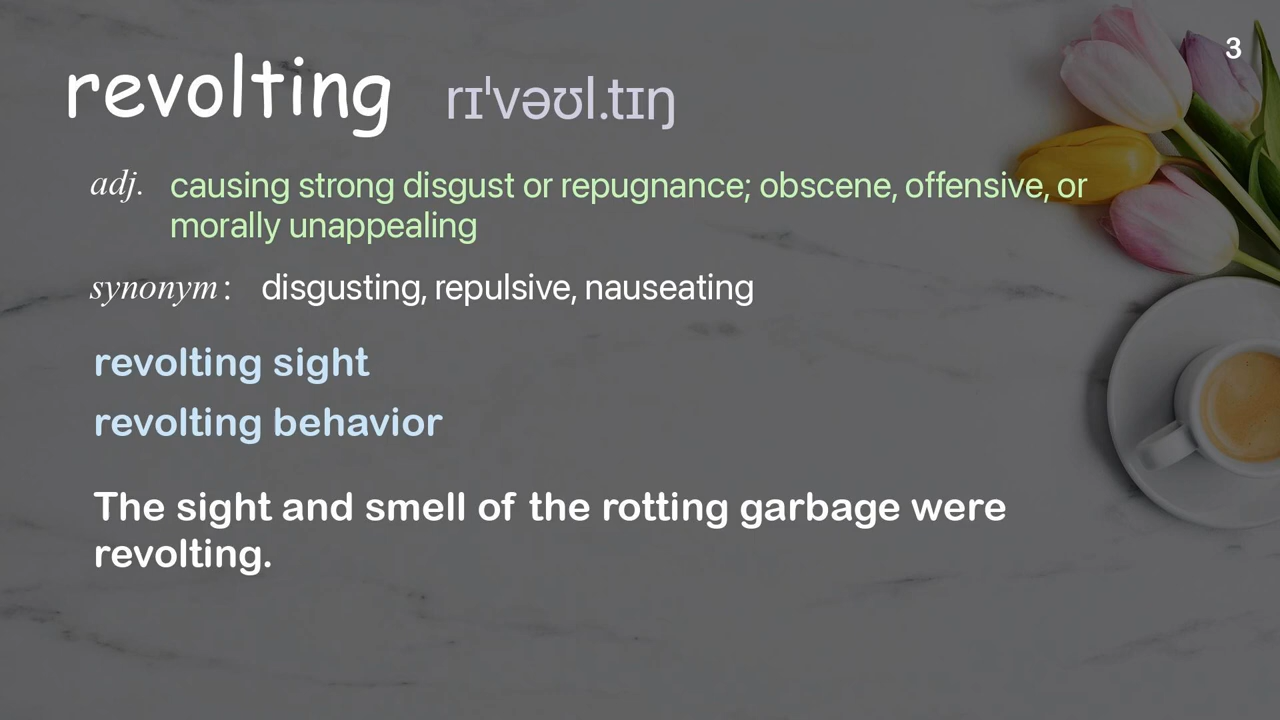 3
revolting rɪˈvəʊl.tɪŋ
adj. causing strong disgust or repugnance; obscene, offensive, or
morally unappealing
synonym : disgusting, repulsive, nauseating
revolting sight
revolting behavior
The sight and smell of the rotting garbage were
revolting.